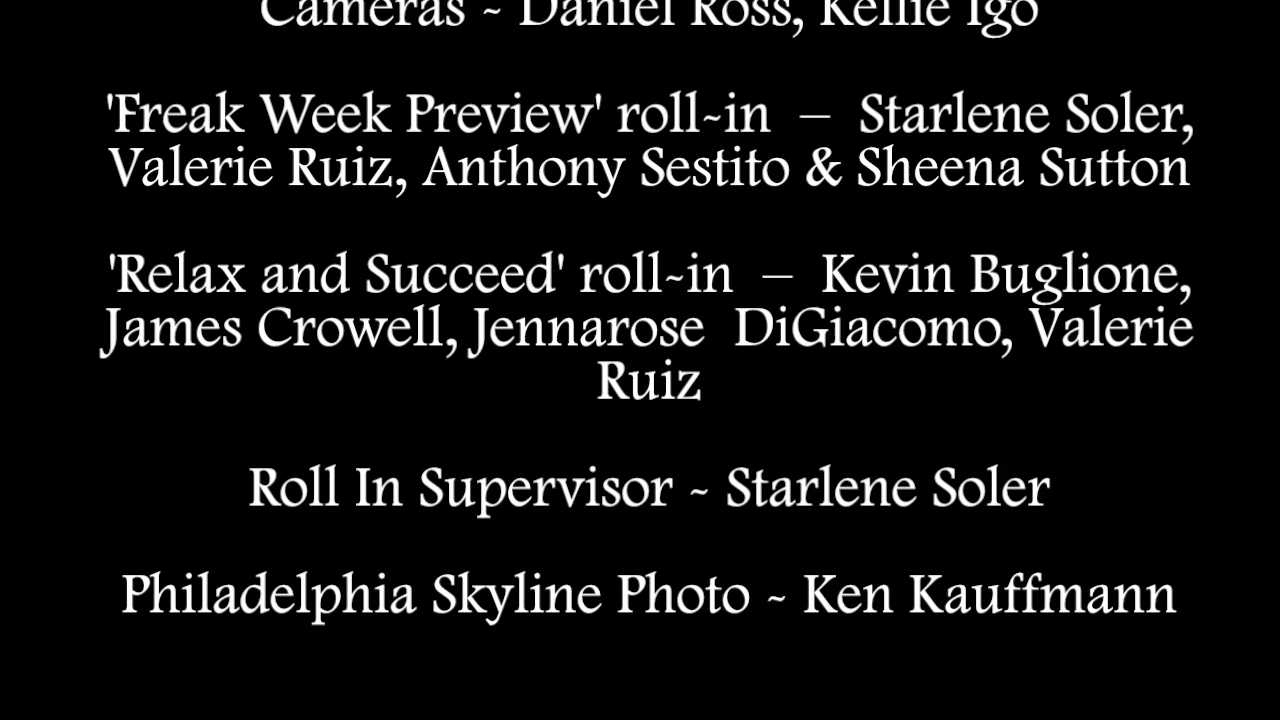 Cameras - Daniel Ross, Kellie Igo
'Freak Week Preview' roll-in – Starlene Soler,
Valerie Ruiz, Anthony Sestito & Sheena Sutton
'Relax and Succeed' roll-in – Kevin Buglione,
James Crowell, Jennarose DiGiacomo, Valerie
Ruiz
Roll In Supervisor - Starlene Soler
Philadelphia Skyline Photo - Ken Kauffmann